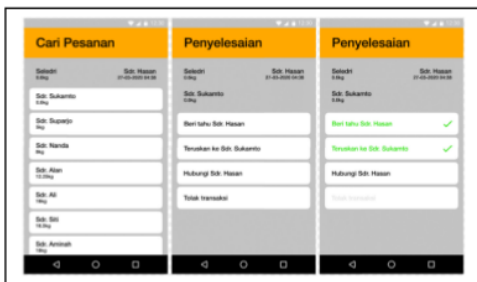 Cari Pesanan
Seledri
Sdr. Hasan
Sdr. Sukamto
Sdr. Suparjo
Sdr. Nanda
Sdr. Alan
Sdr. Ali
Sdr. Siti
Sdr. Aminah
Penyelesaian
Seledri
Sdr. Hasan
Sdr. Sukamto
Beri tahu Sdr. Hasan
Teruskan ke Sdr. Sukamto
Hubungi Sdr. Hasan
Tolak transaksi
Penyelesaian
Seledri
Sdr. Hasan
Sdr. Sukamto
Beri tahu Sdr. Hasan
Teruskan ke Sdr. Sukamto
Hubungi Sdr. Hasan
Tolak transaksi